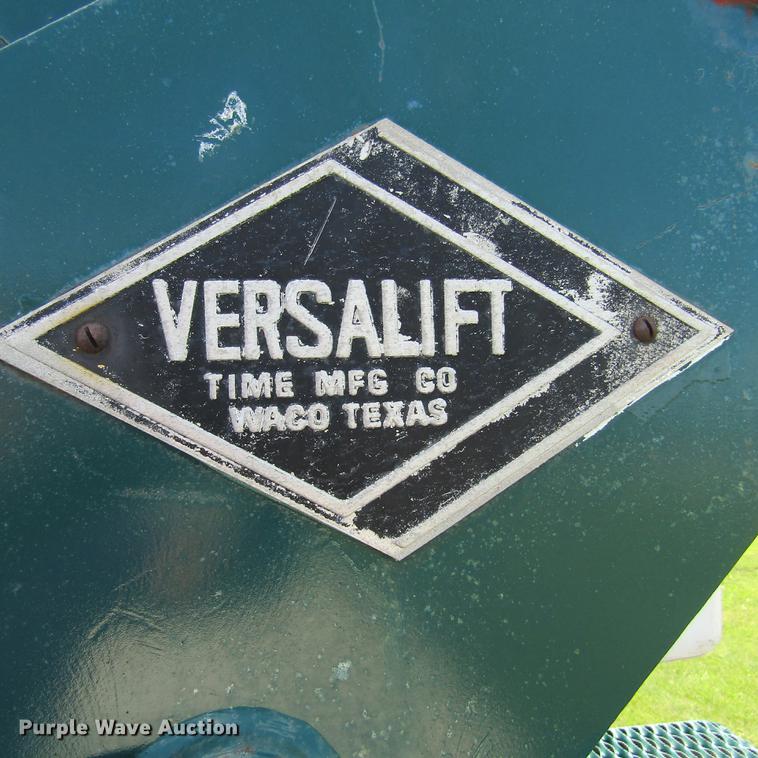 VERSALIFT
TIME MFG CO
WACO TEXAS
Purple Wave Auction